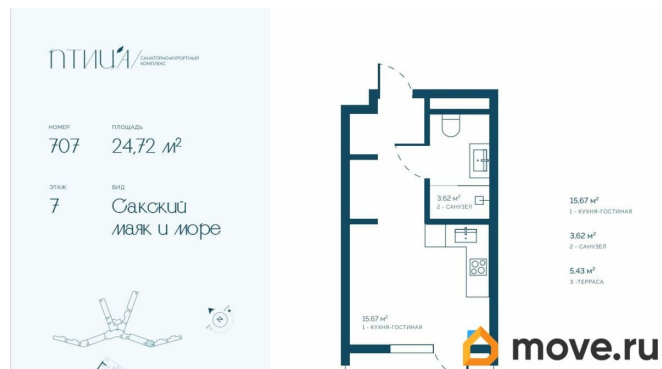 ПТИЦА/ САНАТОРНО-КУРОРТНЫЙ
КОМПЛЕКС
НОМЕР
707
ПЛОЩАДЬ
24,72 м²
ЭТАЖ
7
ВИД
Сакский
маяк и море
N
3.62 м²
2 - САНУЗЕЛ
15.67 м²
1 - КУХНЯ-ГОСТИНАЯ
15.67 м²
1 - КУХНЯ-ГОСТИНАЯ
3.62 м²
2 - САНУЗЕЛ
5.43 м²
3 -ТЕРРАСА
move.ru